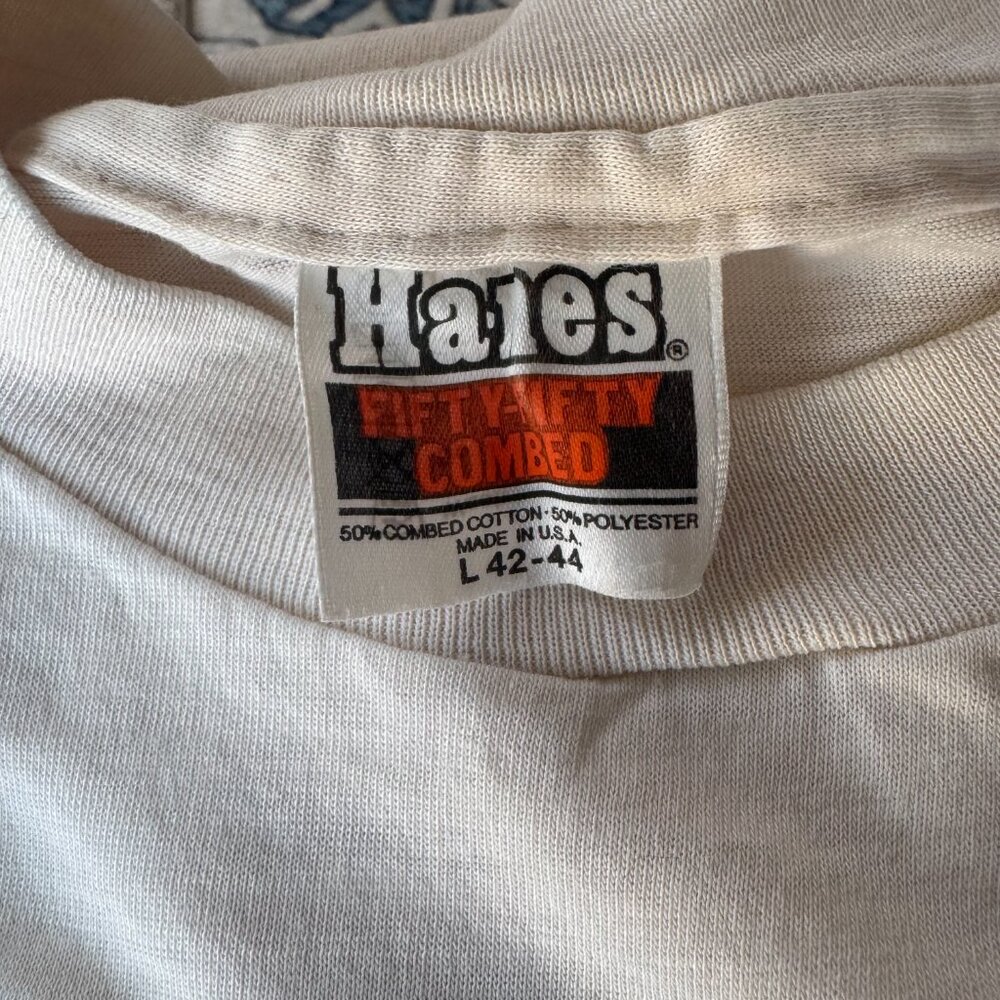 Hanes®
FIFTY-FIFTY
COMBED
50% COMBED COTTON·50% POLYESTER
MADE IN U.S.A.
L 42-44